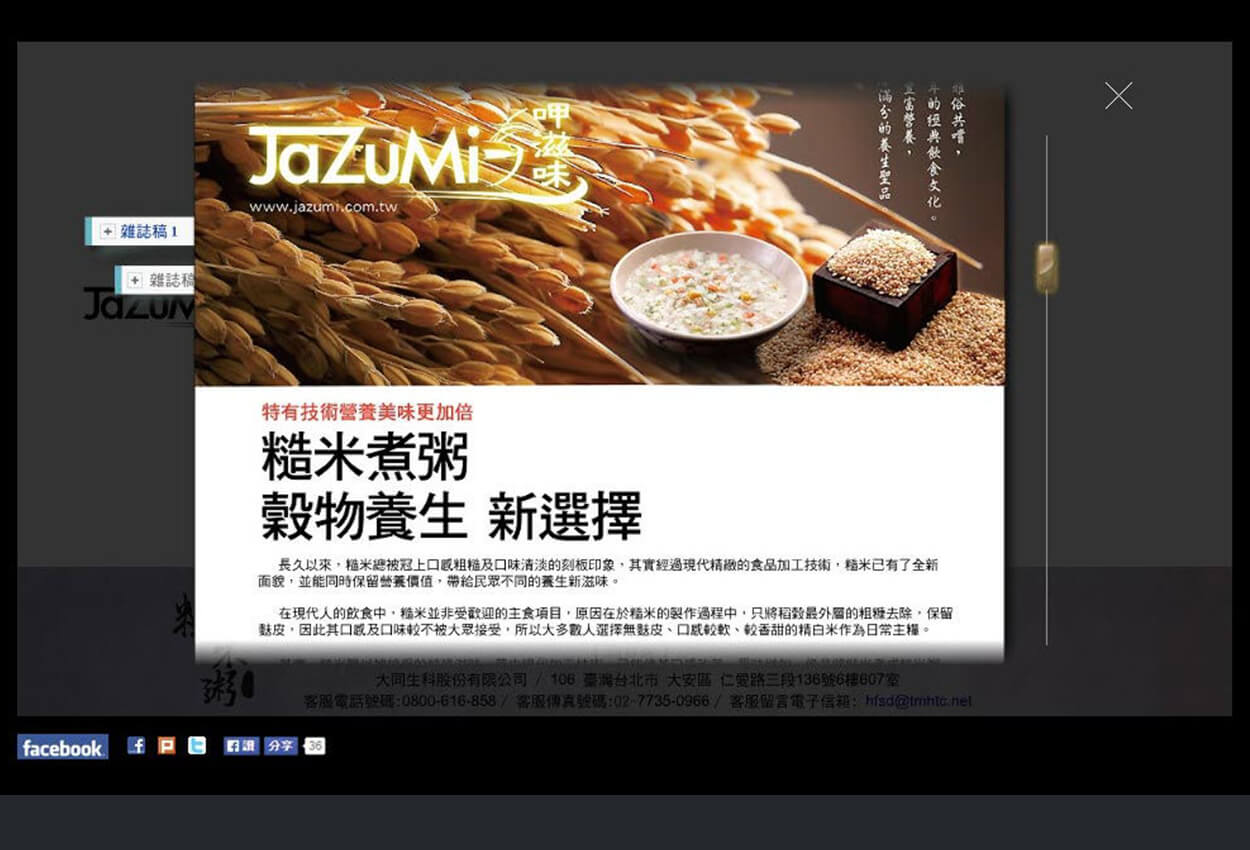 JaZuMi 呷滋味
www.jazumi.com.tw
雅俗共嚐，
年的經典飲食文化。
豐富營養，
滿分的養生聖品
雜誌稿 1
雜誌稿
JaZuM
特有技術營養美味更加倍
糙米煮粥
穀物養生 新選擇
長久以來，糙米總被冠上口感粗糙及口味清淡的刻板印象，其實經過現代精緻的食品加工技術，糙米已有了全新
面貌，並能同時保留營養價值，帶給民眾不同的養生新滋味。
在現代人的飲食中，糙米並非受歡迎的主食項目，原因在於糙米的製作過程中，只將稻穀最外層的粗糠去除，保留
麩皮，因此其口感及口味較不被大眾接受，所以大多數人選擇無麩皮、口感較軟、較香甜的精白米作為日常主糧。
粥
大同生科股份有限公司 / 106 臺灣台北市 大安區 仁愛路三段136號6樓607室
客服電話號碼:0800-616-858 / 客服傳真號碼:02-7735-0966 / 客服留言電子信箱: hfsd@tmhtc.net
facebook 讚 分享 36